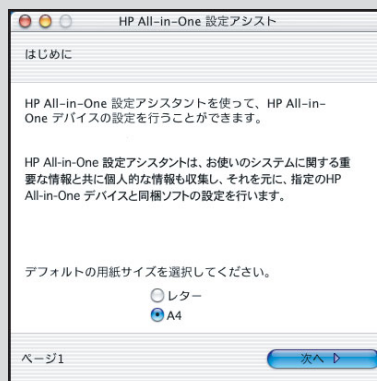 HP All-in-One 設定アシスト
はじめに
HP All-in-One 設定アシスタントを使って、HP All-in-
One デバイスの設定を行うことができます。
HP All-in-One 設定アシスタントは、お使いのシステムに関する重
要な情報と共に個人的な情報も収集し、それを元に、指定のHP
All-in-One デバイスと同梱ソフトの設定を行います。
デフォルトの用紙サイズを選択してください。
レター
A4
ページ1
次へ